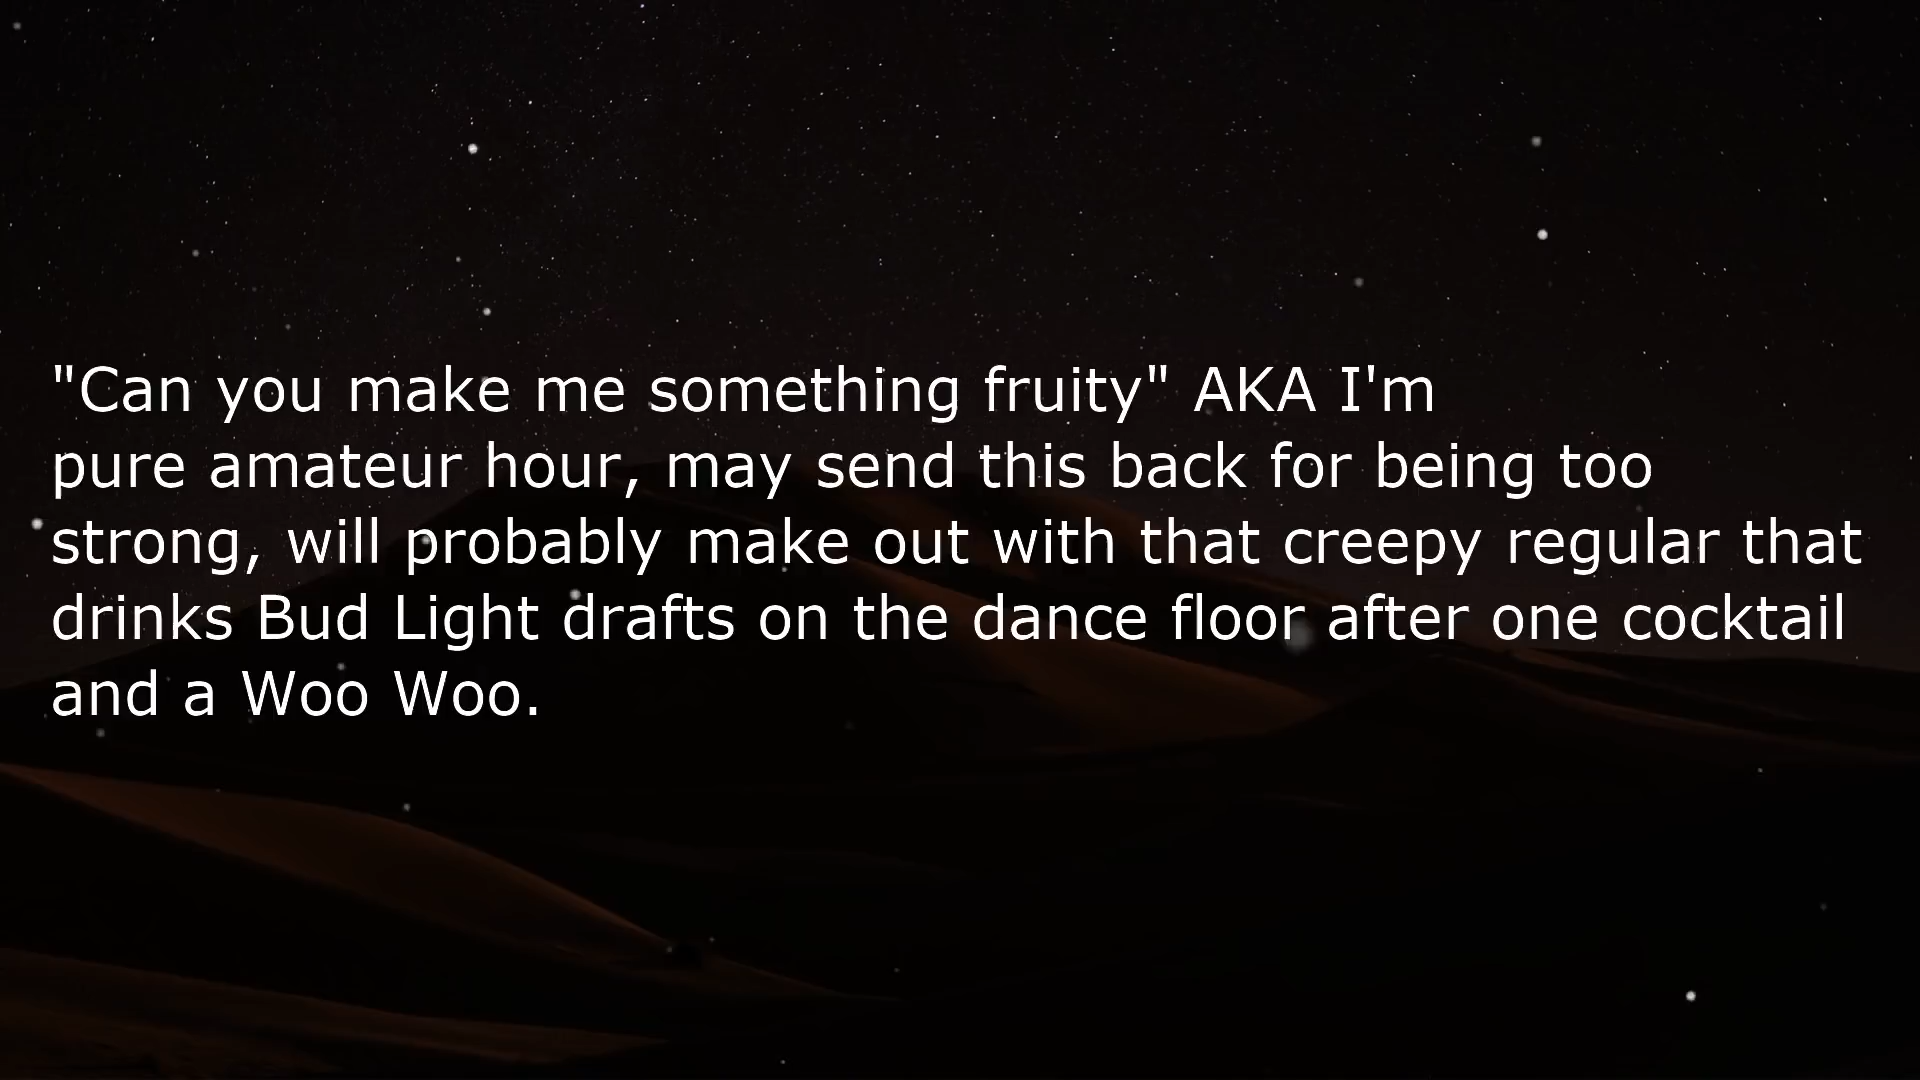 "Can you make me something fruity" AKA I'm
pure amateur hour, may send this back for being too
strong, will probably make out with that creepy regular that
drinks Bud Light drafts on the dance floor after one cocktail
and a Woo Woo.